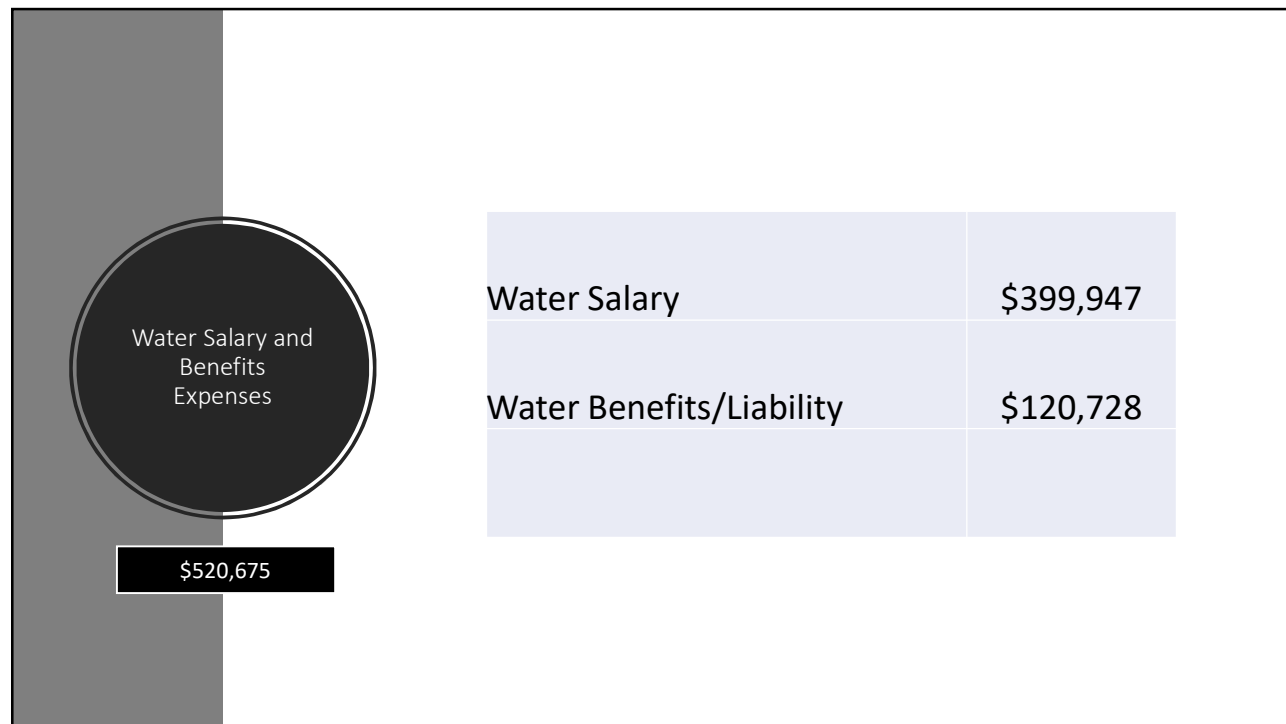 Water Salary and
Benefits
Expenses
$520,675
Water Salary $399,947
Water Benefits/Liability $120,728